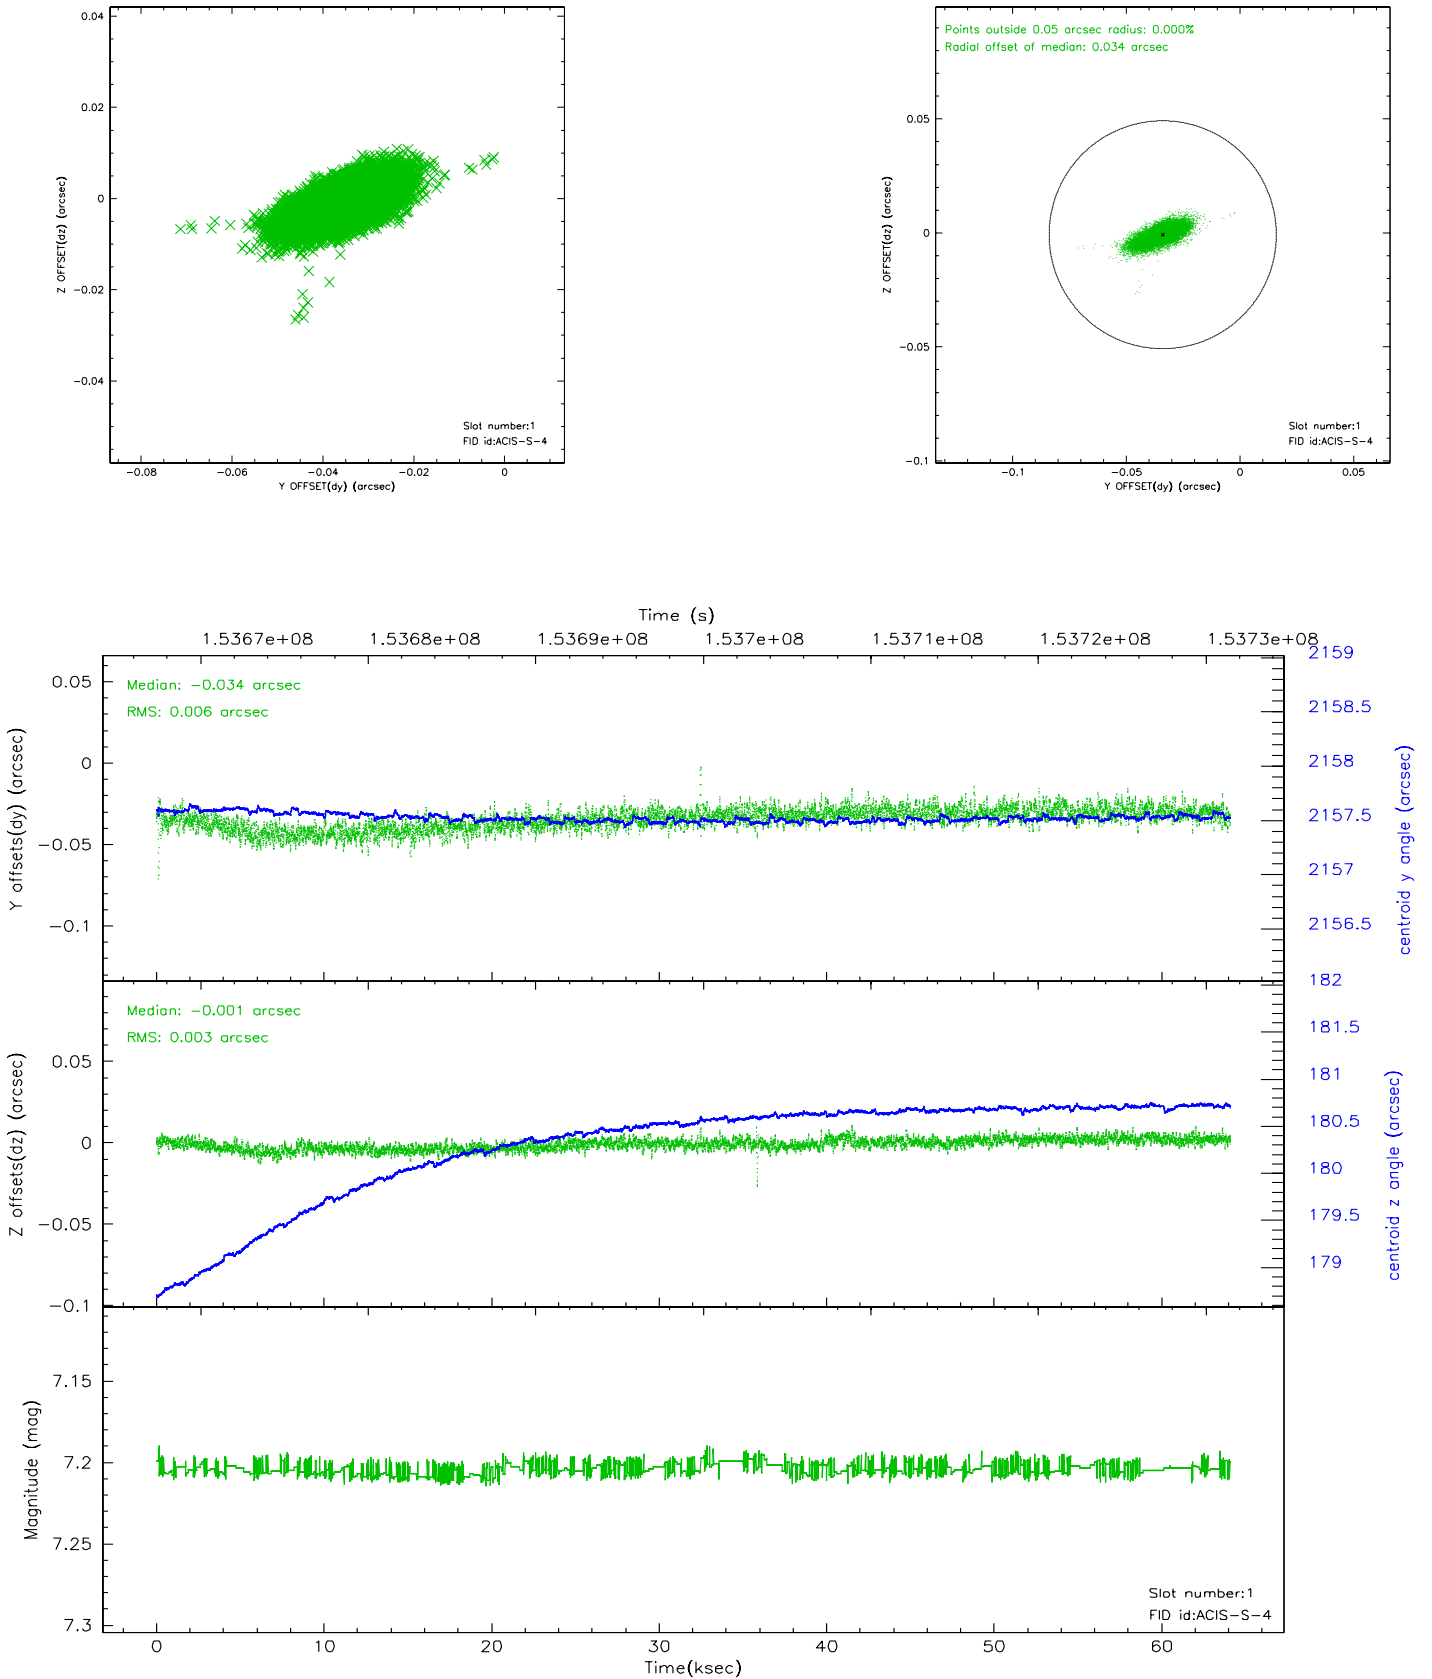 0.04
0.02
0
−0.02
−0.04
Z OFFSET(dz) (arcsec)
Slot number:1
FID id:ACIS−S−4
−0.08 −0.06 −0.04 −0.02 0
Y OFFSET(dy) (arcsec)
Points outside 0.05 arcsec radius: 0.000%
Radial offset of median: 0.034 arcsec
0.05
0
−0.05
−0.1
Z OFFSET(dz) (arcsec)
Slot number:1
FID id:ACIS−S−4
−0.1 −0.05 0 0.05
Y OFFSET(dy) (arcsec)
Time (s)
1.5367e+08 1.5368e+08 1.5369e+08 1.537e+08 1.5371e+08 1.5372e+08 1.5373e+08
Median: −0.034 arcsec
RMS: 0.006 arcsec
0.05
0
−0.05
−0.1
Y offsets(dy) (arcsec)
2159
2158.5
2158
2157.5
2157
2156.5
centroid y angle (arcsec)
Median: −0.001 arcsec
RMS: 0.003 arcsec
0.05
0
−0.05
−0.1
Z offsets(dz) (arcsec)
182
181.5
181
180.5
180
179.5
179
centroid z angle (arcsec)
7.15
7.2
7.25
7.3
Magnitude (mag)
Slot number:1
FID id:ACIS−S−4
0 10 20 30 40 50 60
Time(ksec)